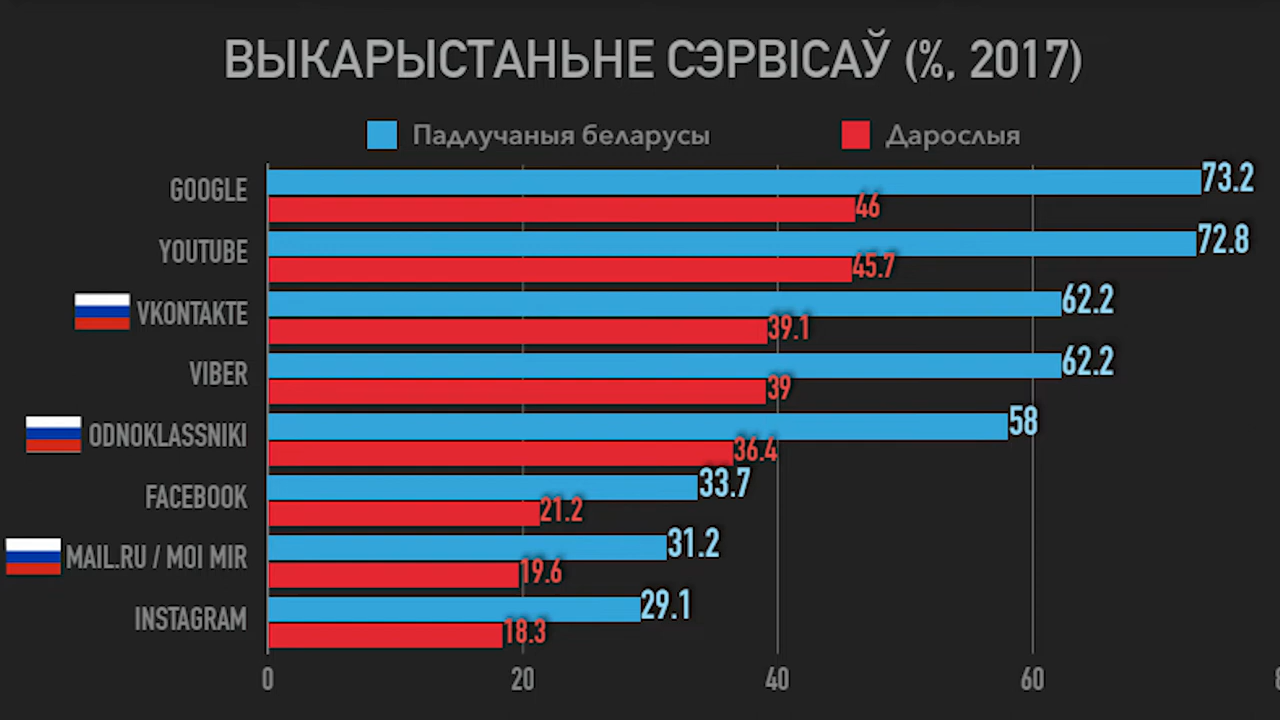 ВЫКАРЫСТАНЬНЕ СЭРВІСАЎ (%, 2017)
Падлучаныя беларусы Дарослыя
GOOGLE 73.2
46
YOUTUBE 72.8
45.7
VKONTAKTE 62.2
39.1
VIBER 62.2
39
ODNOKLASSNIKI 58
36.4
FACEBOOK 33.7
21.2
MAIL.RU / MOI MIR 31.2
19.6
INSTAGRAM 29.1
18.3
0 20 40 60